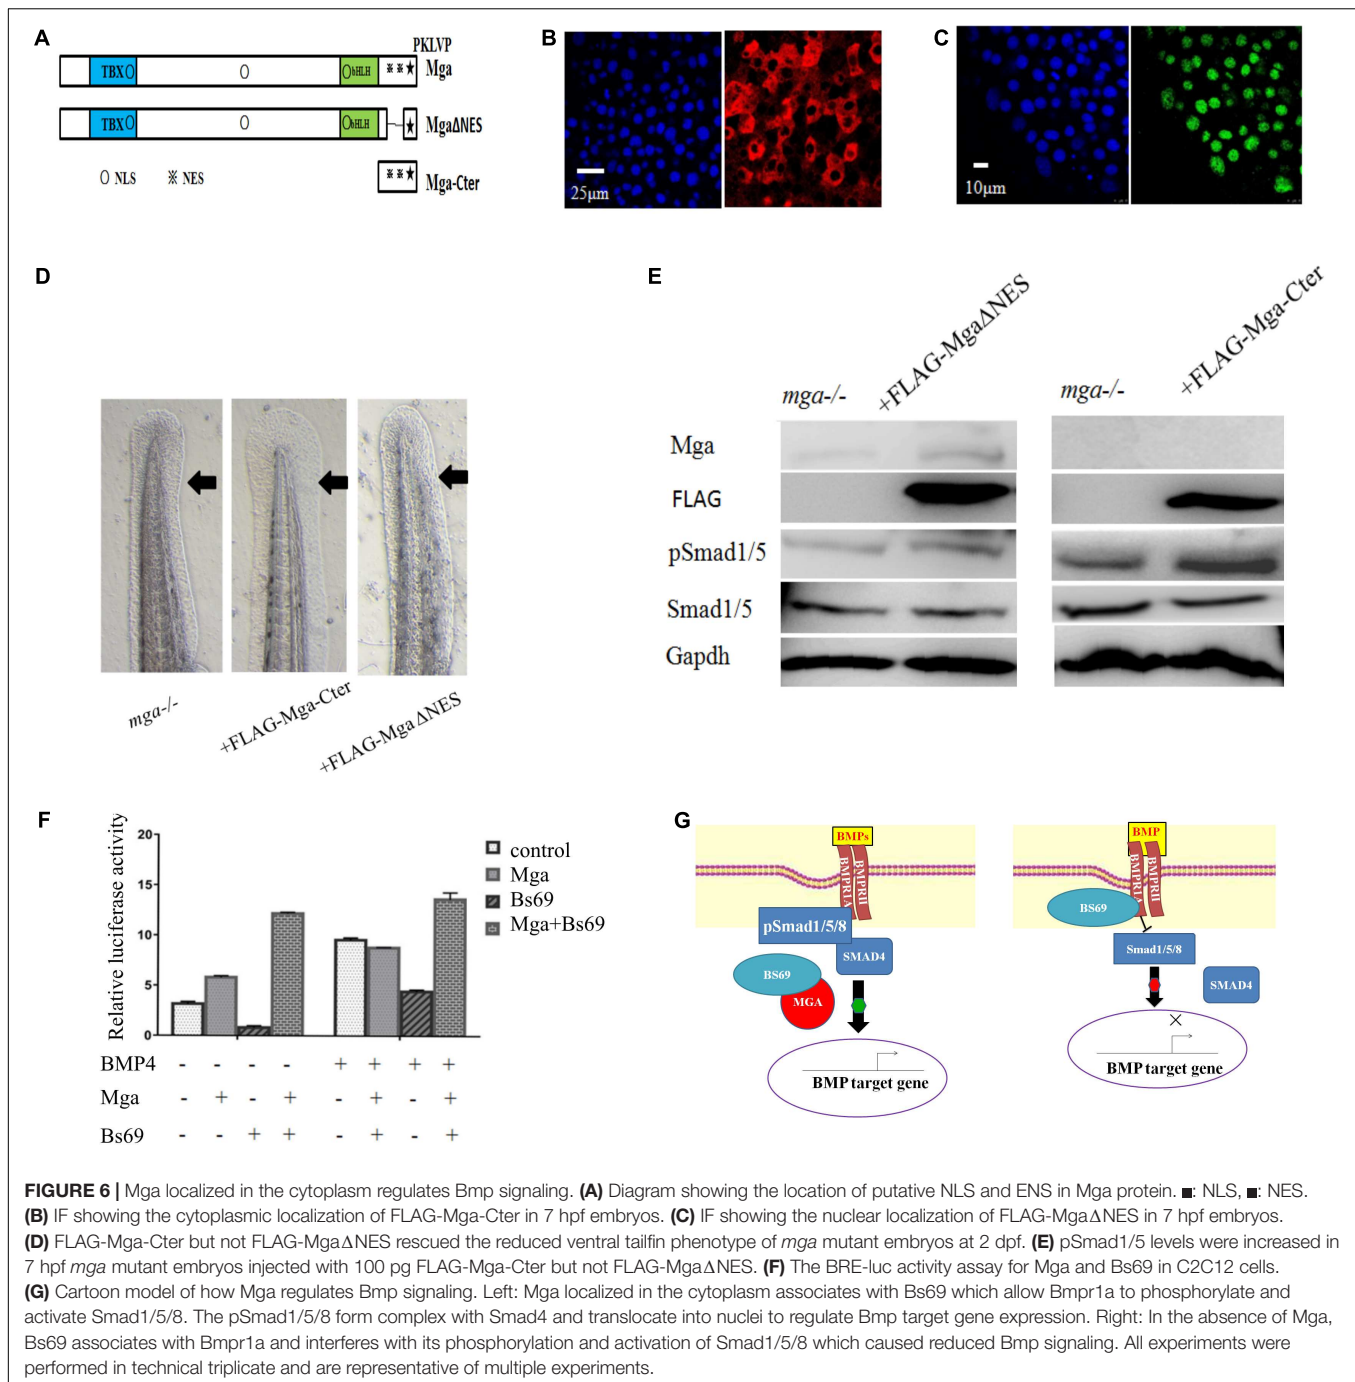 A
PKLVP
TBX
bHLH
Mga
TBX
bHLH
MgaΔNES
NLS
NES
Mga-Cter
B
25μm
C
10μm
D
mga-/-
+FLAG-Mga-Cter
+FLAG-Mga ΔNES
E
mga-/-
+FLAG-MgaΔNES
mga-/-
+FLAG-Mga-Cter
Mga
FLAG
pSmad1/5
Smad1/5
Gapdh
F
Relative luciferase activity
20
15
10
5
0
control
Mga
Bs69
Mga+Bs69
BMP4 - - - - + + + +
Mga - + - + - + - +
Bs69 - - + + - + - +
G
BMPs
BMPRIA
BMPRII
pSmad1/5/8
SMAD4
BS69
MGA
BMP target gene
BMP
BMPRIA
BMPRII
BS69
Smad1/5/8
SMAD4
BMP target gene
FIGURE 6 | Mga localized in the cytoplasm regulates Bmp signaling. (A) Diagram showing the location of putative NLS and ENS in Mga protein. ■: NLS, ■: NES.
(B) IF showing the cytoplasmic localization of FLAG-Mga-Cter in 7 hpf embryos. (C) IF showing the nuclear localization of FLAG-MgaΔNES in 7 hpf embryos.
(D) FLAG-Mga-Cter but not FLAG-MgaΔNES rescued the reduced ventral tailfin phenotype of mga mutant embryos at 2 dpf. (E) pSmad1/5 levels were increased in
7 hpf mga mutant embryos injected with 100 pg FLAG-Mga-Cter but not FLAG-MgaΔNES. (F) The BRE-luc activity assay for Mga and Bs69 in C2C12 cells.
(G) Cartoon model of how Mga regulates Bmp signaling. Left: Mga localized in the cytoplasm associates with Bs69 which allow Bmpr1a to phosphorylate and
activate Smad1/5/8. The pSmad1/5/8 form complex with Smad4 and translocate into nuclei to regulate Bmp target gene expression. Right: In the absence of Mga,
Bs69 associates with Bmpr1a and interferes with its phosphorylation and activation of Smad1/5/8 which caused reduced Bmp signaling. All experiments were
performed in technical triplicate and are representative of multiple experiments.